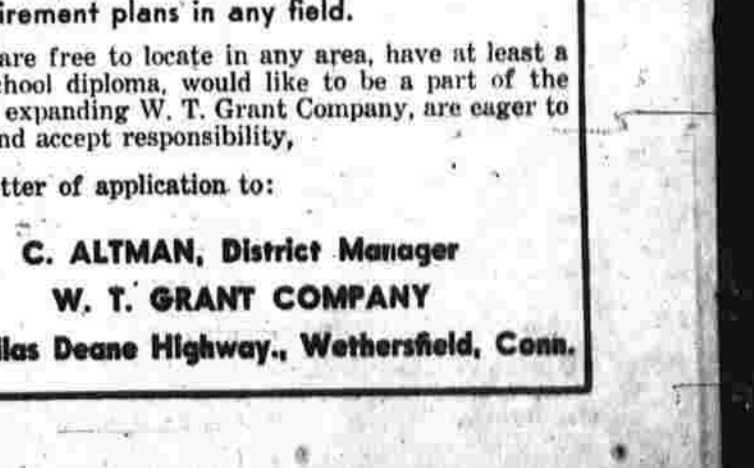 irement plans in any field.
are free to locate in any area, have at least a
hool diploma, would like to be a part of the
expanding W. T. Grant Company, are eager to
nd accept responsibility,
tter of application to:
C. ALTMAN, District Manager
W. T. GRANT COMPANY
las Deane Highway., Wethersfield, Conn.